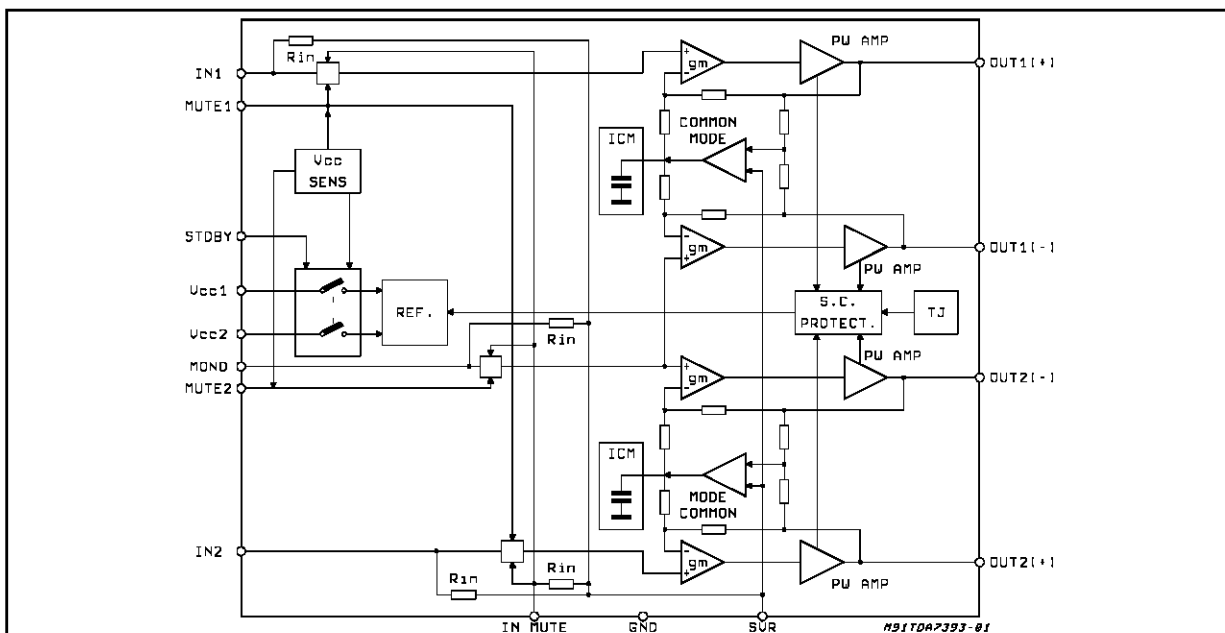 PW AMP
Rin
IN1
gm
OUT1(+)
MUTE1
COMMON
MODE
ICM
Vcc
SENS
STDBY
gm
OUT1(-)
PW AMP
Vcc1
REF.
S.C.
PROTECT.
TJ
Vcc2
Rin
PW AMP
MONO
gm
OUT2(-)
MUTE2
ICM
MODE
COMMON
IN2
gm
OUT2(+)
Rin
Rin
PW AMP
IN MUTE
GND
SVR
M91TDA7393-01